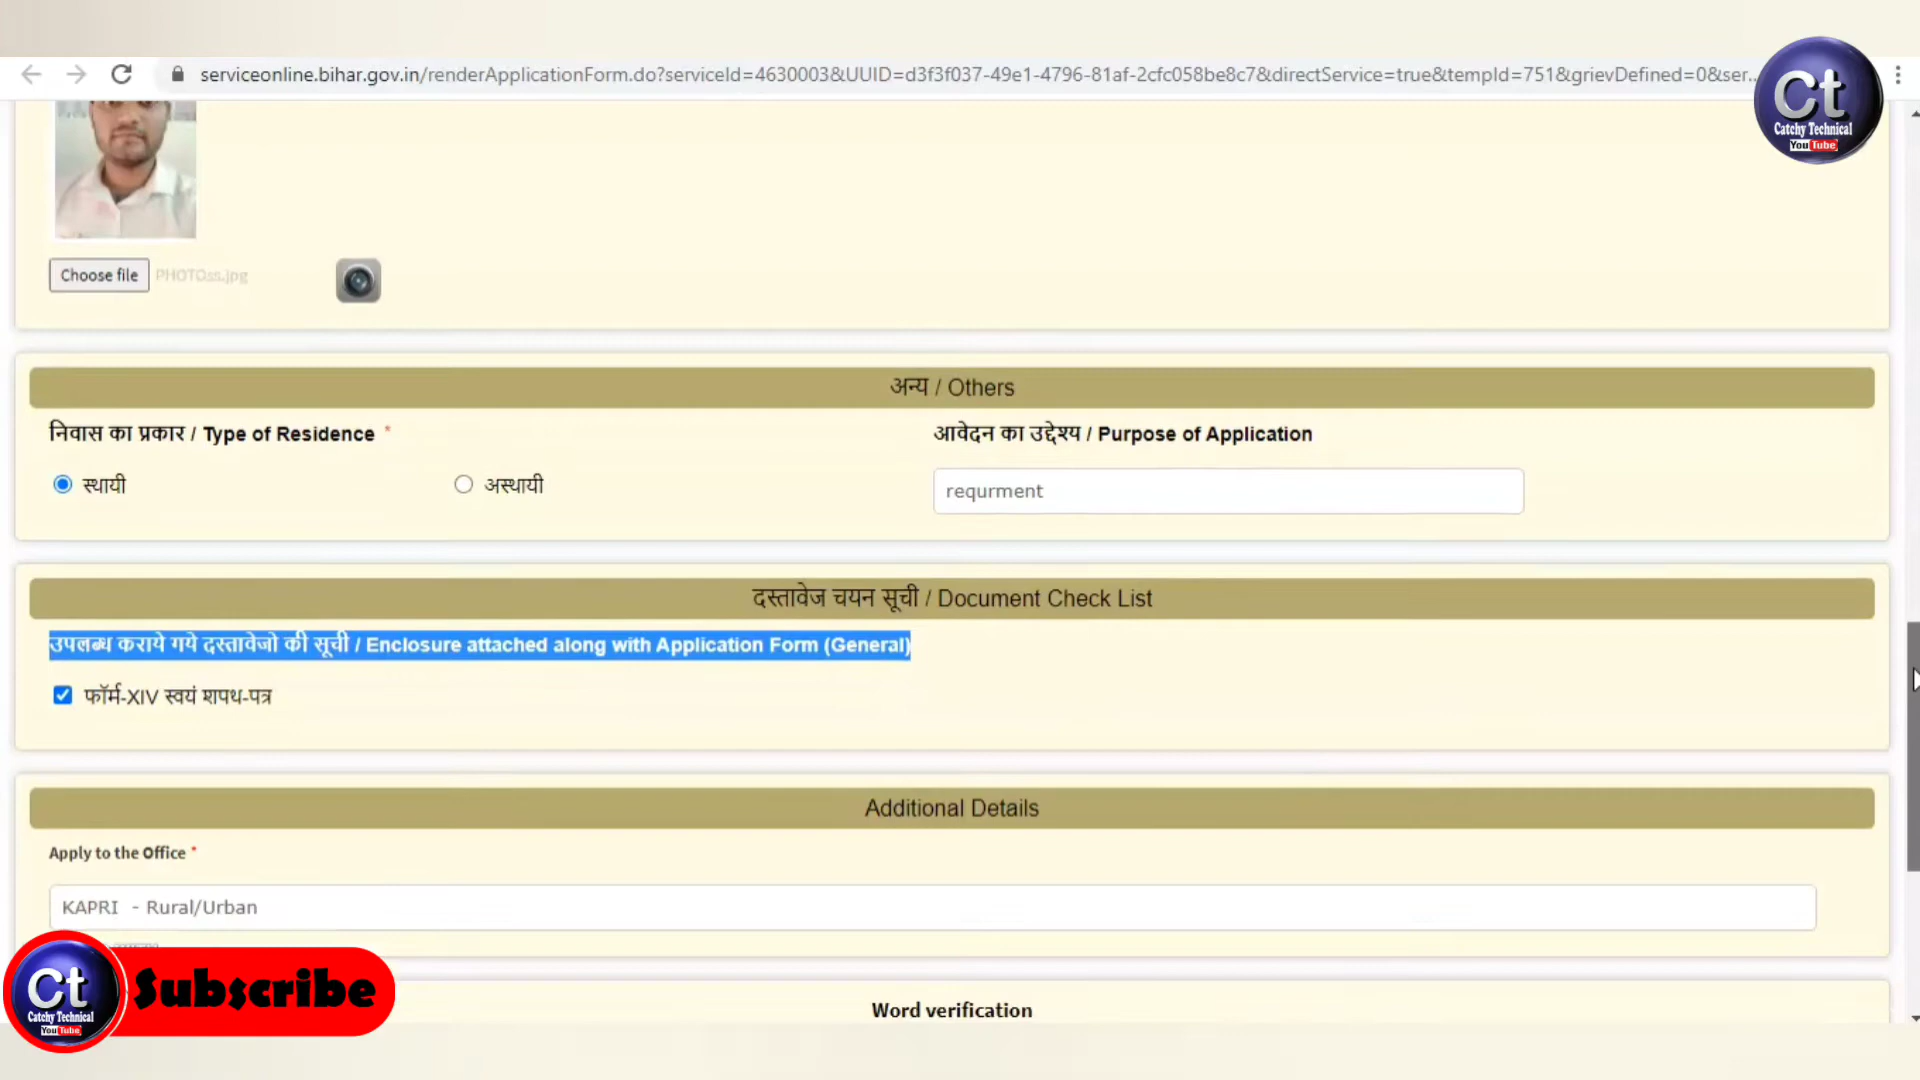 serviceonline.bihar.gov.in/renderApplicationForm.do?serviceId=4630003&UUID=d3f3f037-49e1-4796-81af-2cfc058be8c7&directService=true&tempId=751&grievDefined=0&ser...
Ct
Catchy Technical
YouTube
Choose file PHOTOss.jpg
अन्य / Others
निवास का प्रकार / Type of Residence *
आवेदन का उद्देश्य / Purpose of Application
स्थायी
अस्थायी
requrment
दस्तावेज चयन सूची / Document Check List
उपलब्ध कराये गये दस्तावेजो की सूची / Enclosure attached along with Application Form (General)
फॉर्म-XIV स्वयं शपथ-पत्र
Additional Details
Apply to the Office *
KAPRI - Rural/Urban
Ct
Catchy Technical
YouTube
Subscribe
Word verification